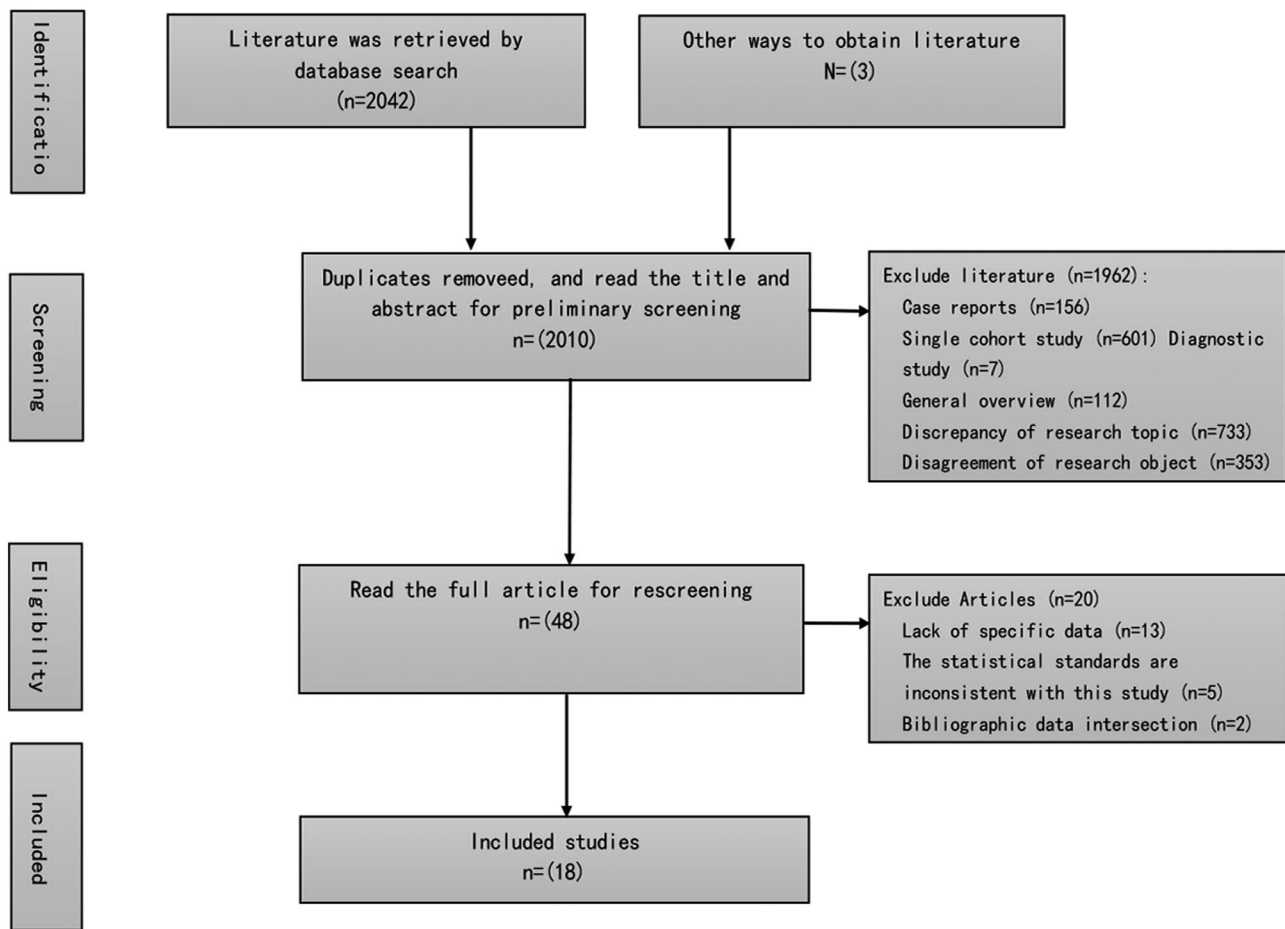 Identificatio
Literature was retrieved by
database search
(n=2042)
Other ways to obtain literature
N=(3)
Screening
Duplicates removeed, and read the title and
abstract for preliminary screening
n=(2010)
Exclude literature (n=1962):
Case reports (n=156)
Single cohort study (n=601) Diagnostic
study (n=7)
General overview (n=112)
Discrepancy of research topic (n=733)
Disagreement of research object (n=353)
Eligibility
Read the full article for rescreening
n=(48)
Exclude Articles (n=20)
Lack of specific data (n=13)
The statistical standards are
inconsistent with this study (n=5)
Bibliographic data intersection (n=2)
Included
Included studies
n=(18)